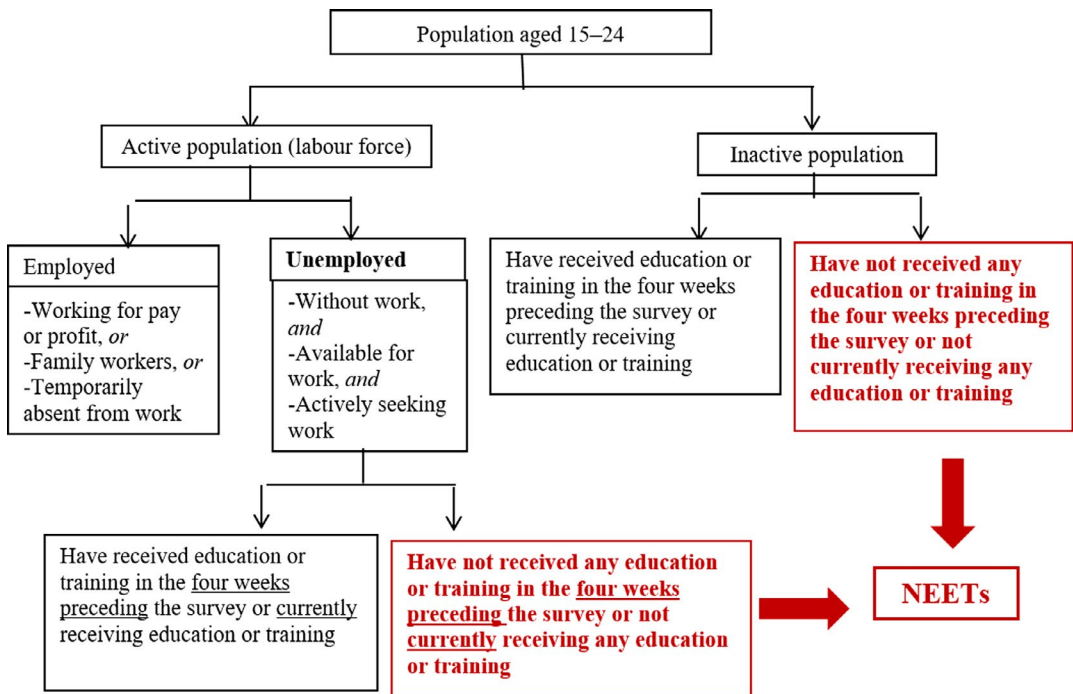 Population aged 15–24
Active population (labour force)
Inactive population
Employed
-Working for pay
or profit, or
-Family workers, or
-Temporarily
absent from work
Unemployed
-Without work,
and
-Available for
work, and
-Actively seeking
work
Have received education or
training in the four weeks
preceding the survey or
currently receiving
education or training
Have not received any
education or training in
the four weeks preceding
the survey or not
currently receiving any
education or training
Have received education or
training in the four weeks
preceding the survey or currently
receiving education or training
Have not received any education
or training in the four weeks
preceding the survey or not
currently receiving any education
or training
NEETs